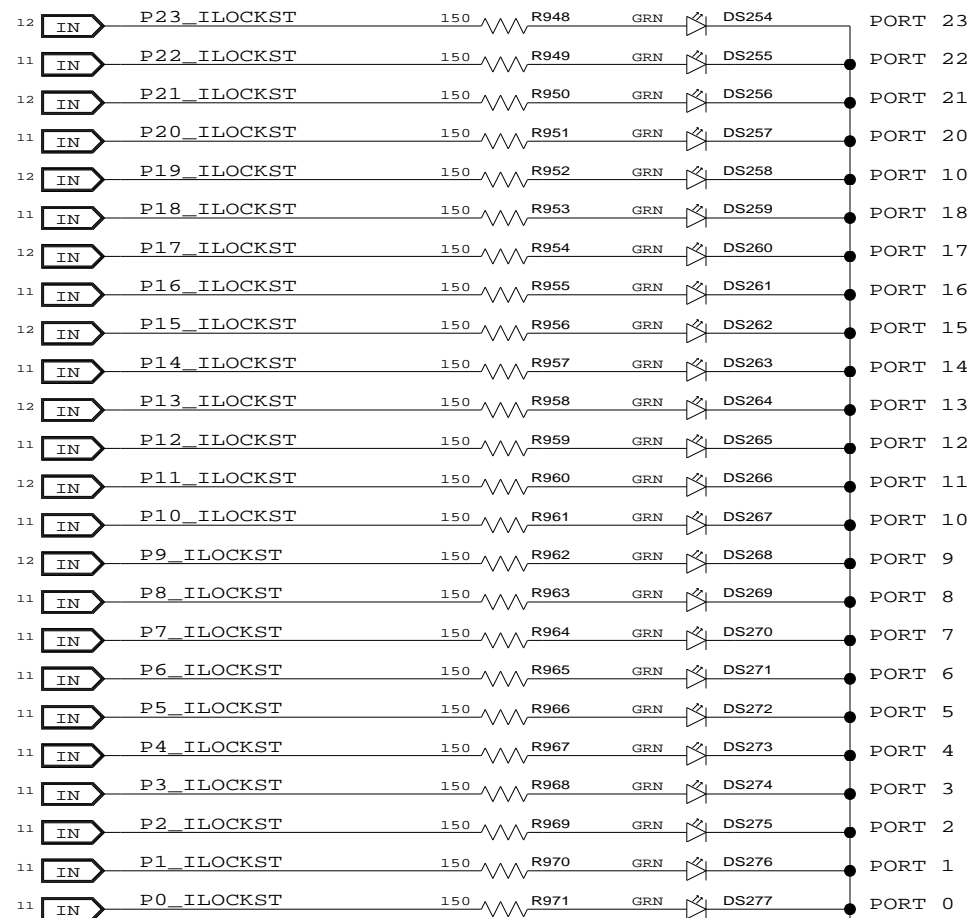 12 IN P23_ILOCKST 150 R948 GRN DS254 PORT 23
11 IN P22_ILOCKST 150 R949 GRN DS255 PORT 22
12 IN P21_ILOCKST 150 R950 GRN DS256 PORT 21
11 IN P20_ILOCKST 150 R951 GRN DS257 PORT 20
12 IN P19_ILOCKST 150 R952 GRN DS258 PORT 10
11 IN P18_ILOCKST 150 R953 GRN DS259 PORT 18
12 IN P17_ILOCKST 150 R954 GRN DS260 PORT 17
11 IN P16_ILOCKST 150 R955 GRN DS261 PORT 16
12 IN P15_ILOCKST 150 R956 GRN DS262 PORT 15
11 IN P14_ILOCKST 150 R957 GRN DS263 PORT 14
12 IN P13_ILOCKST 150 R958 GRN DS264 PORT 13
11 IN P12_ILOCKST 150 R959 GRN DS265 PORT 12
12 IN P11_ILOCKST 150 R960 GRN DS266 PORT 11
11 IN P10_ILOCKST 150 R961 GRN DS267 PORT 10
12 IN P9_ILOCKST 150 R962 GRN DS268 PORT 9
11 IN P8_ILOCKST 150 R963 GRN DS269 PORT 8
11 IN P7_ILOCKST 150 R964 GRN DS270 PORT 7
11 IN P6_ILOCKST 150 R965 GRN DS271 PORT 6
11 IN P5_ILOCKST 150 R966 GRN DS272 PORT 5
11 IN P4_ILOCKST 150 R967 GRN DS273 PORT 4
11 IN P3_ILOCKST 150 R968 GRN DS274 PORT 3
11 IN P2_ILOCKST 150 R969 GRN DS275 PORT 2
11 IN P1_ILOCKST 150 R970 GRN DS276 PORT 1
11 IN P0_ILOCKST 150 R971 GRN DS277 PORT 0